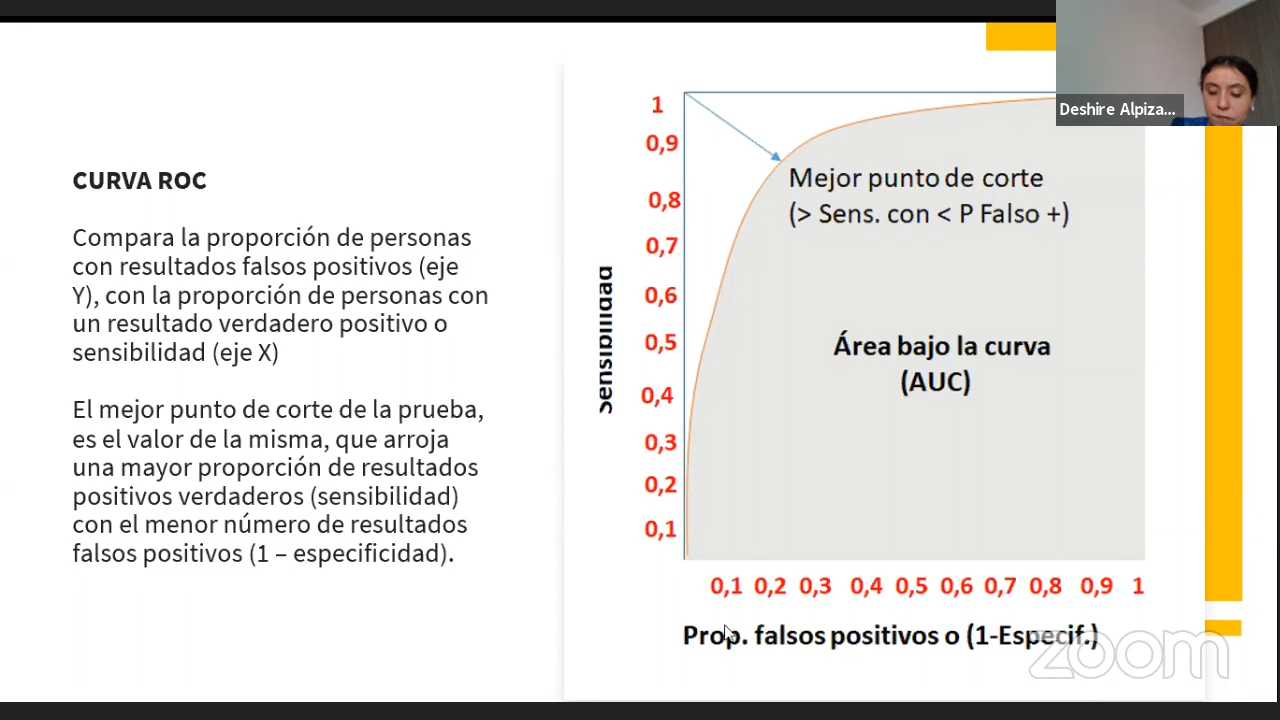 CURVA ROC
Compara la proporción de personas
con resultados falsos positivos (eje
Y), con la proporción de personas con
un resultado verdadero positivo o
sensibilidad (eje X)
El mejor punto de corte de la prueba,
es el valor de la misma, que arroja
una mayor proporción de resultados
positivos verdaderos (sensibilidad)
con el menor número de resultados
falsos positivos (1 – especificidad).
Sensibilidad
1
0,9
0,8
0,7
0,6
0,5
0,4
0,3
0,2
0,1
Mejor punto de corte
(> Sens. con < P Falso +)
Área bajo la curva
(AUC)
0,1 0,2 0,3 0,4 0,5 0,6 0,7 0,8 0,9 1
Prop. falsos positivos o (1-Especif.)
Deshire Alpiza...
zoom